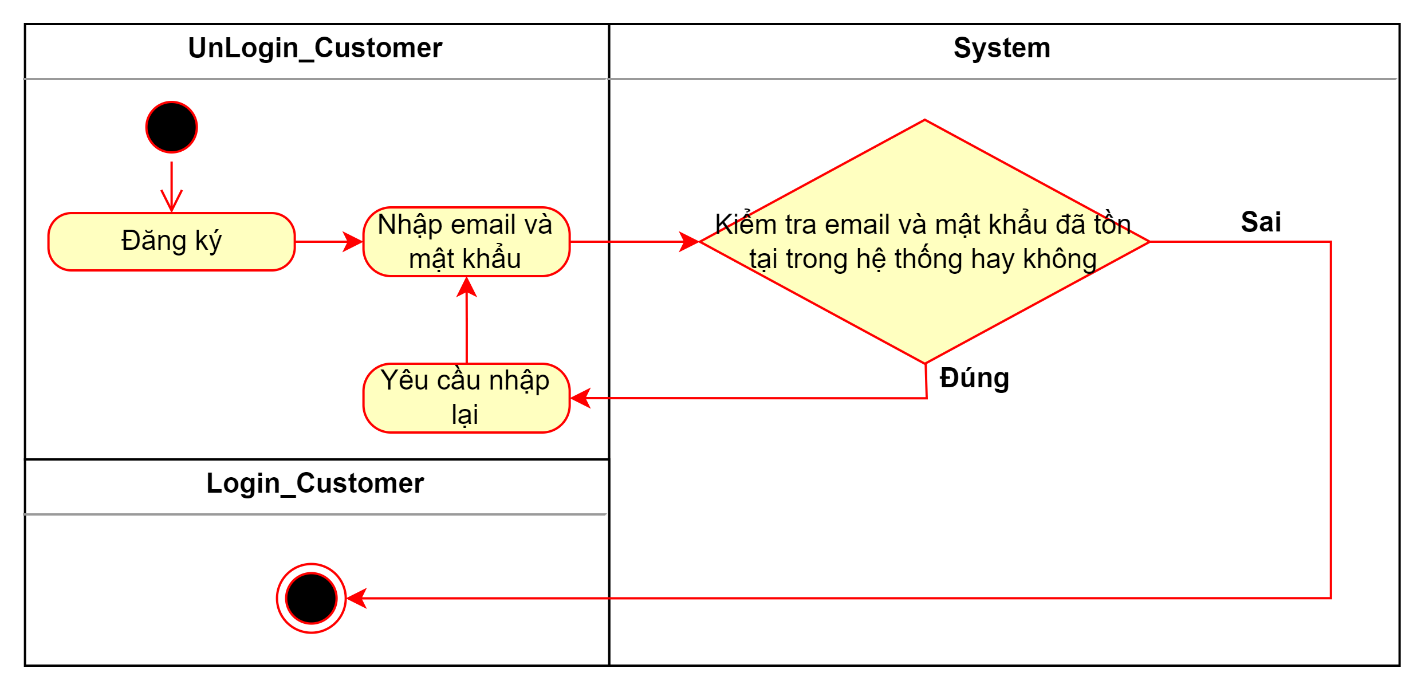 UnLogin_Customer
System
Đăng ký
Nhập email và
mật khẩu
Kiểm tra email và mật khẩu đã tồn
tại trong hệ thống hay không
Sai
Đúng
Yêu cầu nhập
lại
Login_Customer